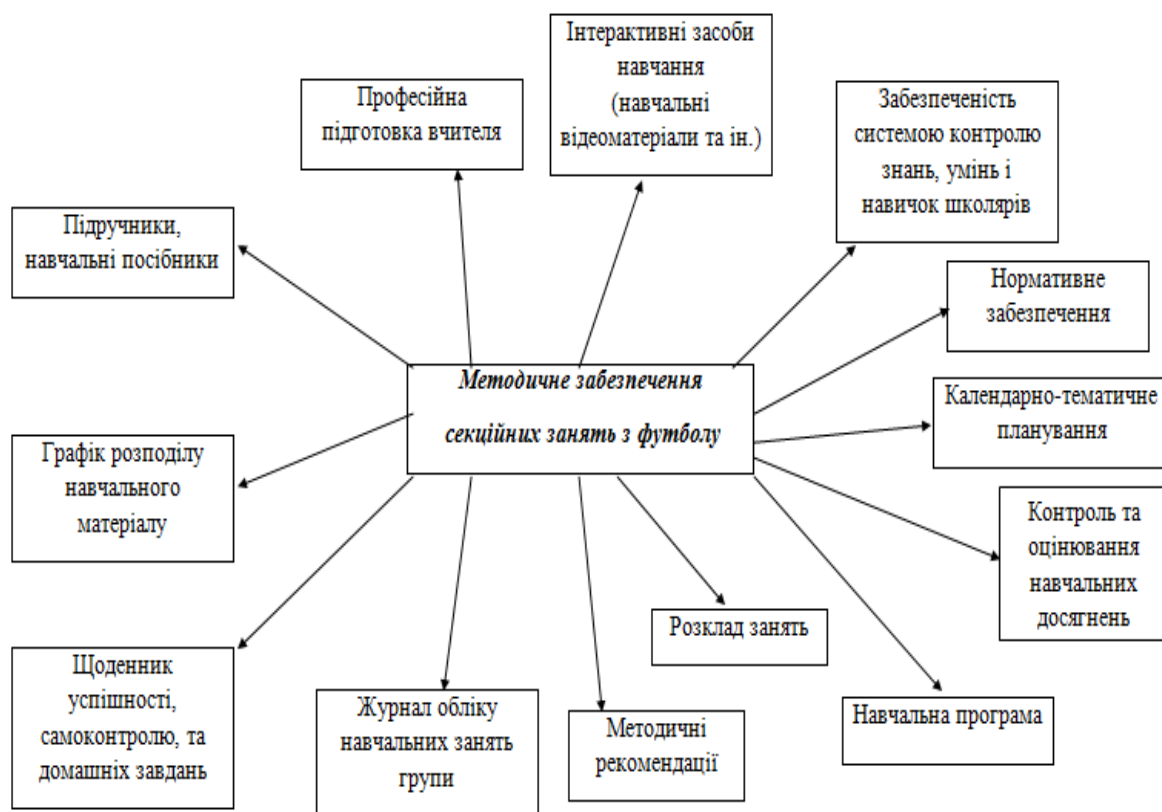 Інтерактивні засоби
навчання
(навчальні
відеоматеріали та ін.)
Професійна
підготовка вчителя
Забезпеченість
системою контролю
знань, умінь і
навичок школярів
Підручники,
навчальні посібники
Нормативне
забезпечення
Методичне забезпечення
секційних занять з футболу
Календарно-тематичне
планування
Графік розподілу
навчального
матеріалу
Контроль та
оцінювання
навчальних
досягнень
Розклад занять
Щоденник
успішності,
самоконтролю, та
домашніх завдань
Журнал обліку
навчальних занять
групи
Методичні
рекомендації
Навчальна програма